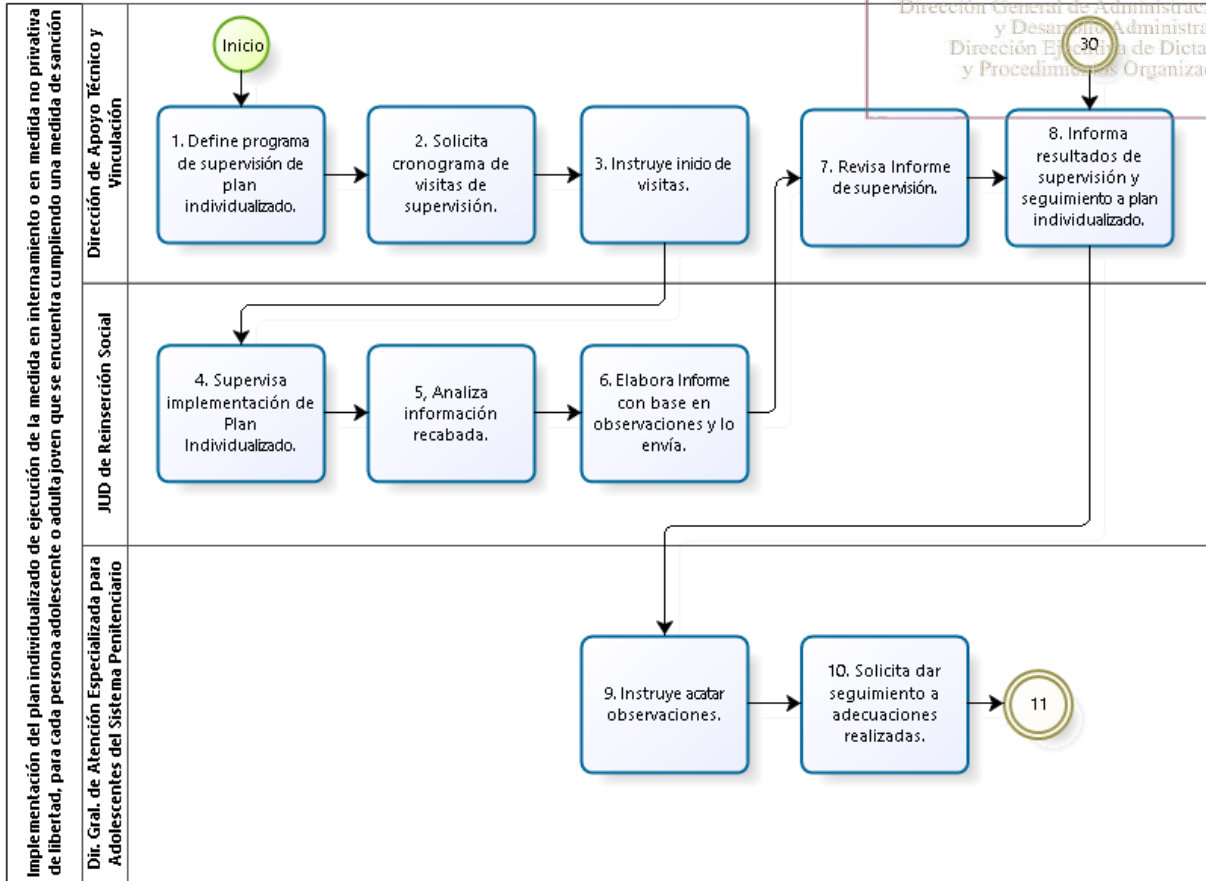 Implementación del plan individualizado de ejecución de la medida en internamiento o en medida no privativa
de libertad, para cada persona adolescente o adulta joven que se encuentra cumpliendo una medida de sanción
Dirección de Apoyo Técnico y
Vinculación
Dirección General de
y
Dirección
y
Inicio
30
1. Define programa
de supervisión de
plan
individualizado.
2. Solicita
cronograma de
visitas de
supervisión.
3. Instruye inicio de
visitas.
7. Revisa Informe
de supervisión.
8. Informa
resultados de
supervisión y
seguimiento a plan
individualizado.
JUD de Reinserción Social
4. Supervisa
implementación de
Plan
Individualizado.
5, Analiza
información
recabada.
6. Elabora Informe
con base en
observaciones y lo
envía.
Dir. Gral. de Atención Especializada para
Adolescentes del Sistema Penitenciario
9. Instruye acatar
observaciones.
10. Solicita dar
seguimiento a
adecuaciones
realizadas.
11